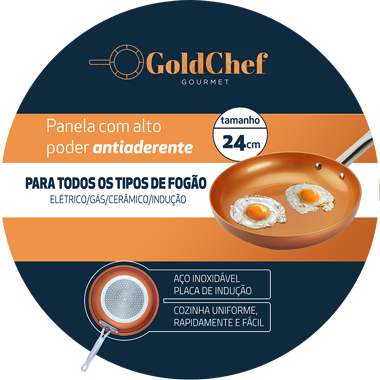 GoldChef
GOURMET
Panela com alto
poder antiaderente
tamanho
24cm
PARA TODOS OS TIPOS DE FOGÃO
ELÉTRICO/GÁS/CERÂMICO/INDUÇÃO
AÇO INOXIDÁVEL
PLACA DE INDUÇÃO
COZINHA UNIFORME,
RAPIDAMENTE E FÁCIL